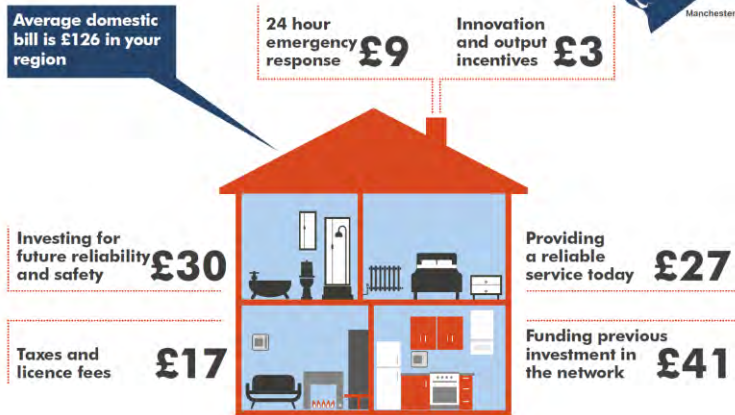 Average domestic
bill is £126 in your
region
24 hour
emergency
response £9
Innovation
and output
incentives £3
Manchester
Investing for
future reliability
and safety £30
Providing
a reliable
service today £27
Taxes and
licence fees £17
Funding previous
investment in
the network £41